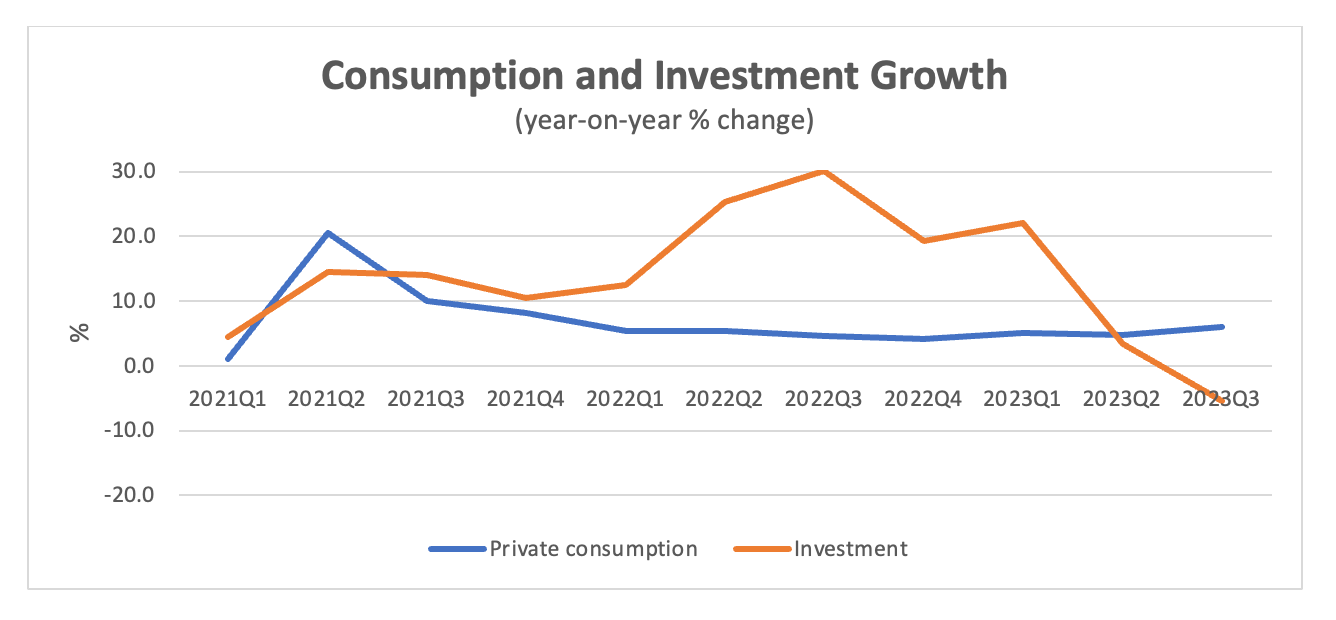 Consumption and Investment Growth
(year-on-year % change)
30.0
20.0
10.0
0.0
-10.0
-20.0
%
2021Q1 2021Q2 2021Q3 2021Q4 2022Q1 2022Q2 2022Q3 2022Q4 2023Q1 2023Q2 2023Q3
Private consumption Investment